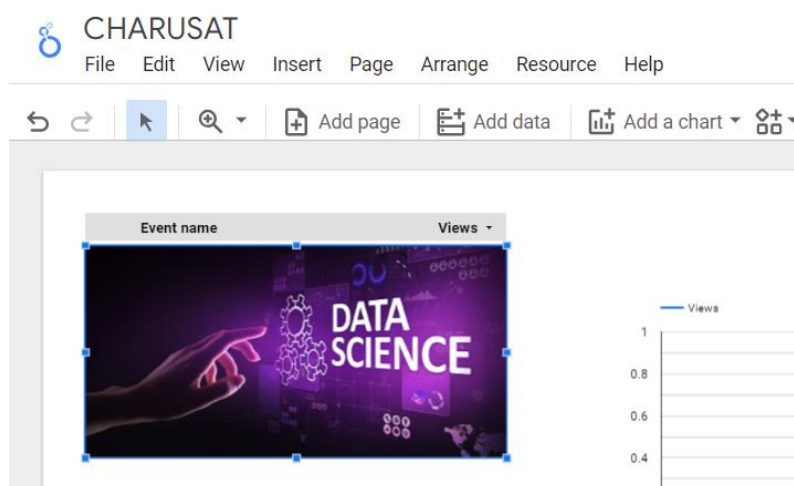 CHARUSAT
File Edit View Insert Page Arrange Resource Help
Add page Add data Add a chart
Event name Views
DATA
SCIENCE
Views
1
0.8
0.6
0.4